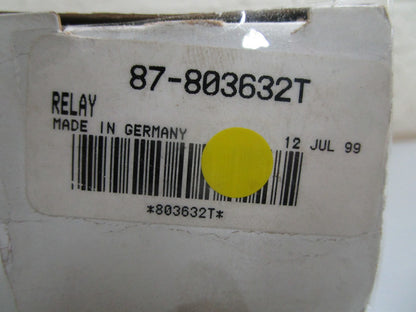 87-803632T
RELAY
MADE IN GERMANY
12 JUL 99
*803632T*